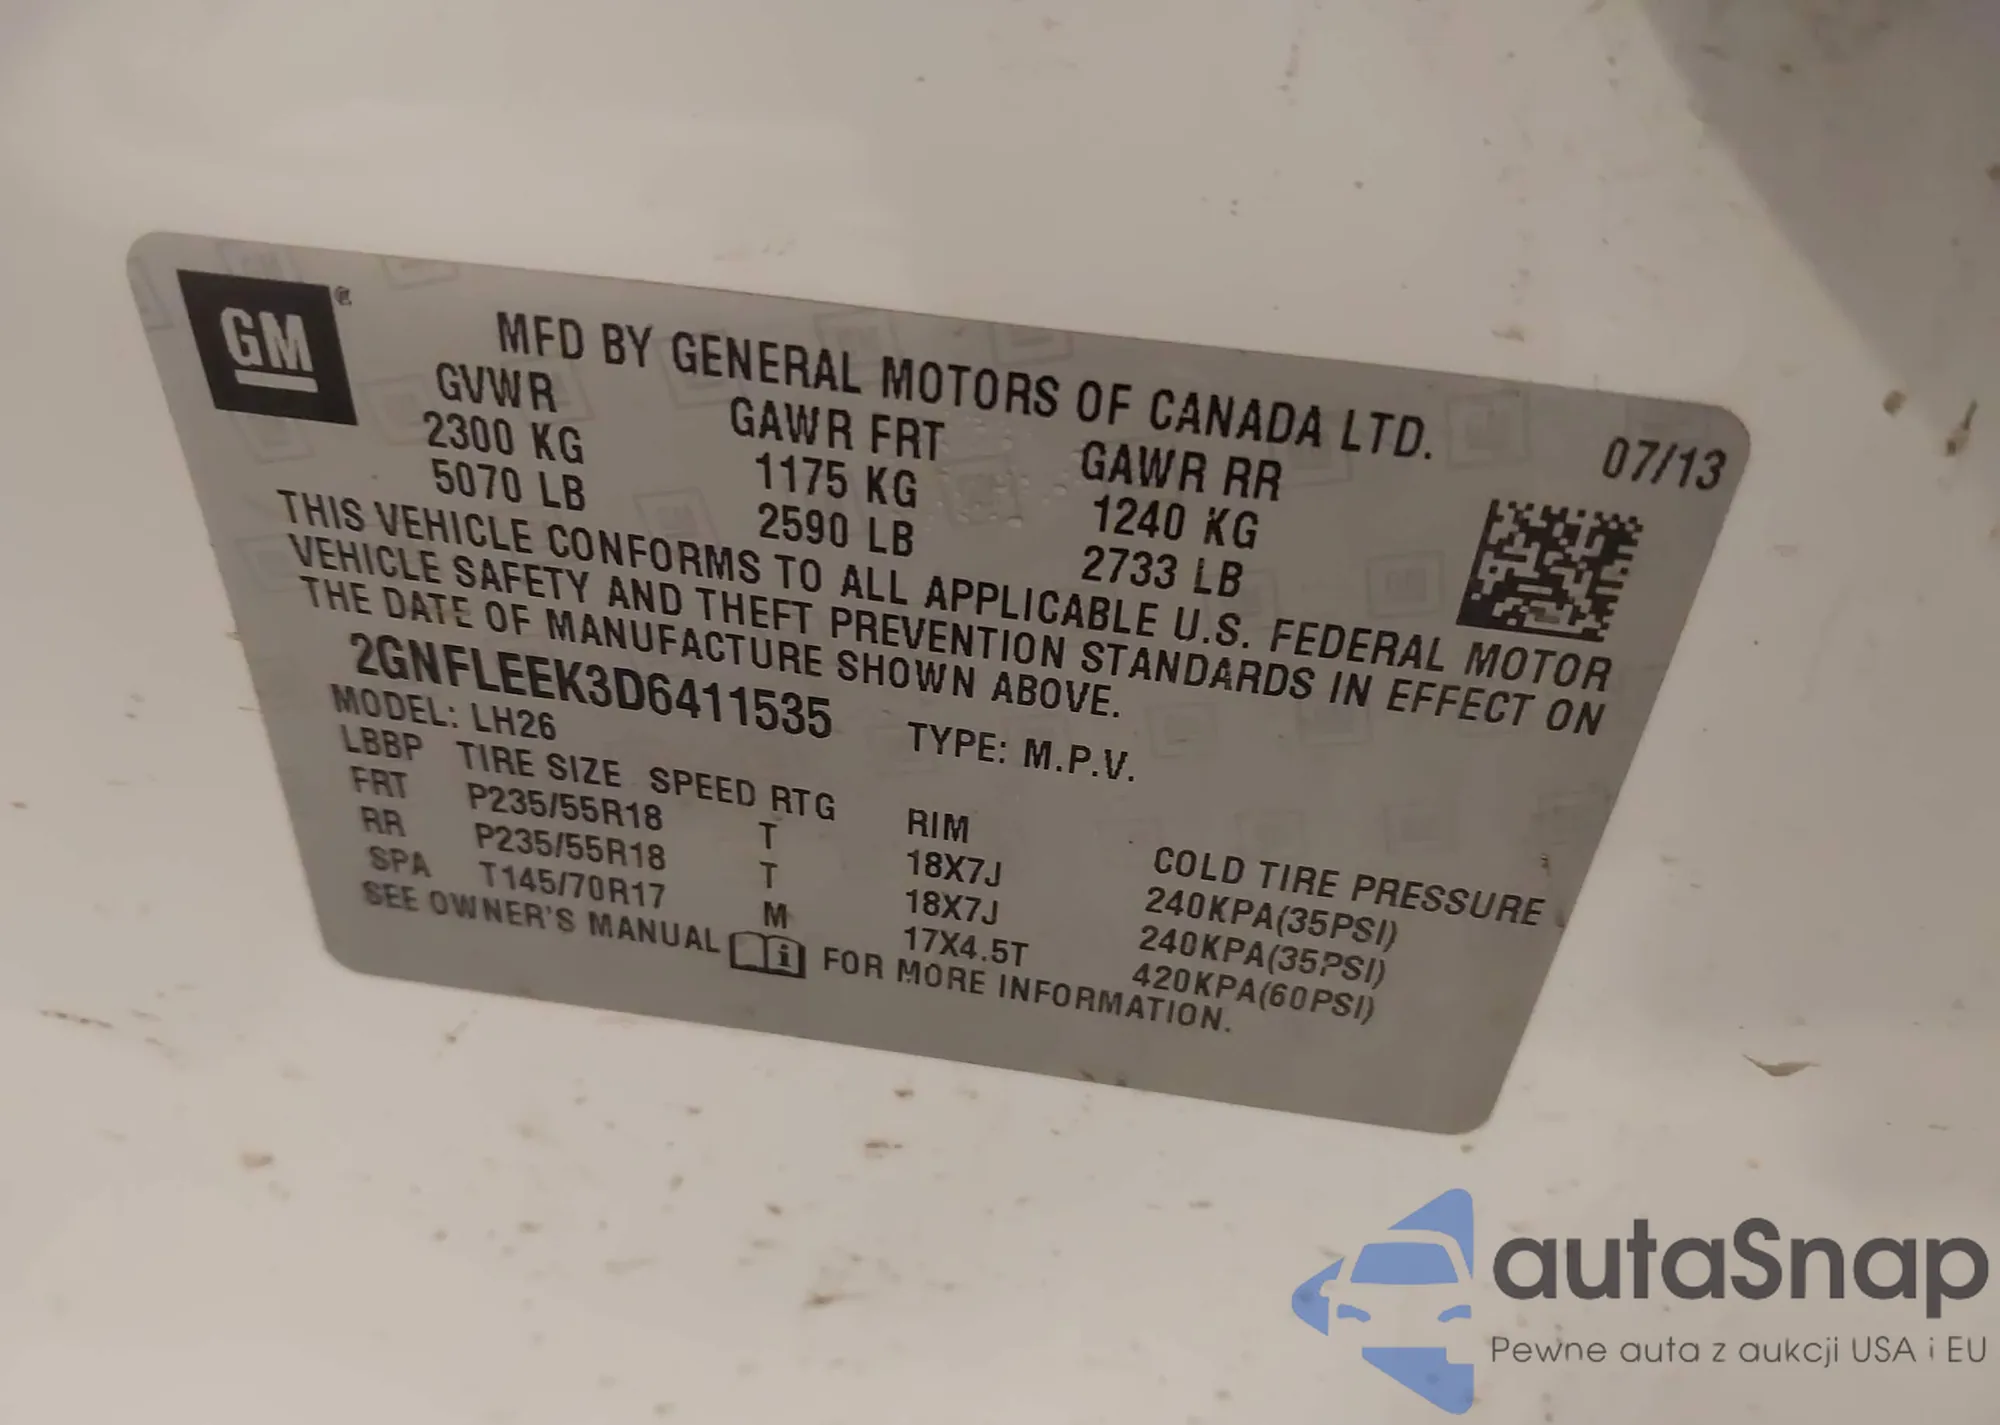 GM
MFD BY GENERAL MOTORS OF CANADA LTD.
07/13
GVWR GAWR FRT GAWR RR
2300 KG 1175 KG 1240 KG
5070 LB 2590 LB 2733 LB
THIS VEHICLE CONFORMS TO ALL APPLICABLE U.S. FEDERAL MOTOR
VEHICLE SAFETY AND THEFT PREVENTION STANDARDS IN EFFECT ON
THE DATE OF MANUFACTURE SHOWN ABOVE.
2GNFLEEK3D6411535 TYPE: M.P.V.
MODEL: LH26
LBBP TIRE SIZE SPEED RTG RIM COLD TIRE PRESSURE
FRT P235/55R18 T 18X7J 240KPA(35PSI)
RR P235/55R18 T 18X7J 240KPA(35PSI)
SPA T145/70R17 M 17X4.5T 420KPA(60PSI)
SEE OWNER'S MANUAL i FOR MORE INFORMATION.
autaSnap
Pewne auta z aukcji USA i EU